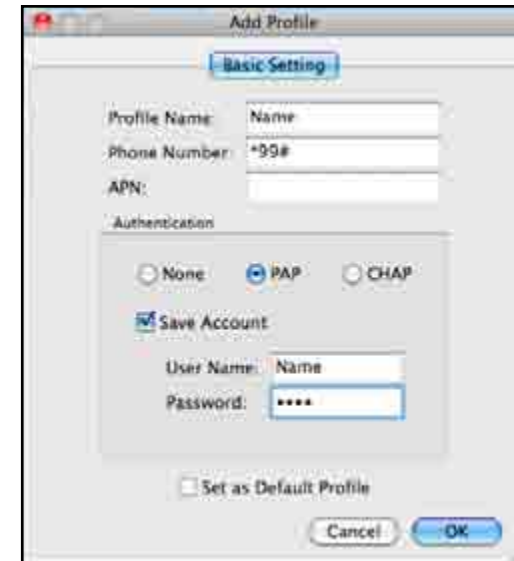 Add Profile
Basic Setting
Profile Name: Name
Phone Number: *99#
APN:
Authentication
None PAP CHAP
Save Account
User Name: Name
Password: ••••
Set as Default Profile
Cancel OK